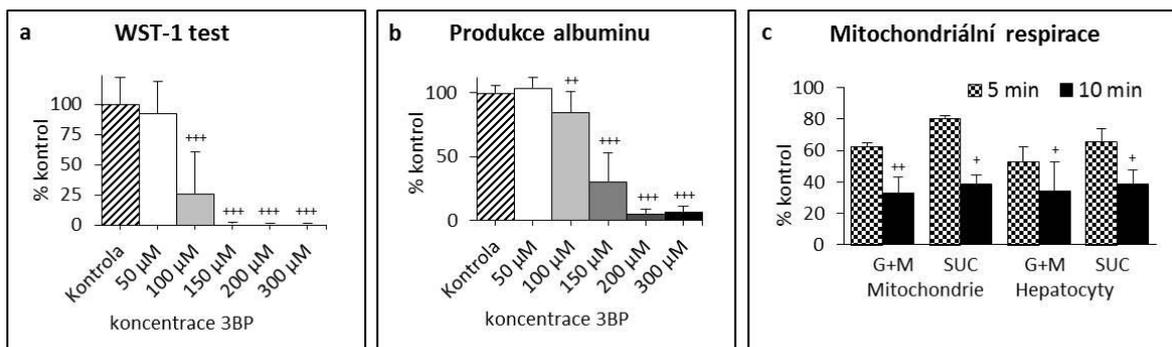 a WST-1 test
% kontrol
100
75
50
25
0
+++
+++
+++
+++
Kontrola
50 µM
100 µM
150 µM
200 µM
300 µM
koncentrace 3BP
b Produkce albuminu
% kontrol
100
50
0
++
+++
+++
+++
Kontrola
50 µM
100 µM
150 µM
200 µM
300 µM
koncentrace 3BP
c Mitochondriální respirace
5 min 10 min
% kontrol
100
80
60
40
20
0
++
+
+
+
G+M SUC G+M SUC
Mitochondrie Hepatocyty